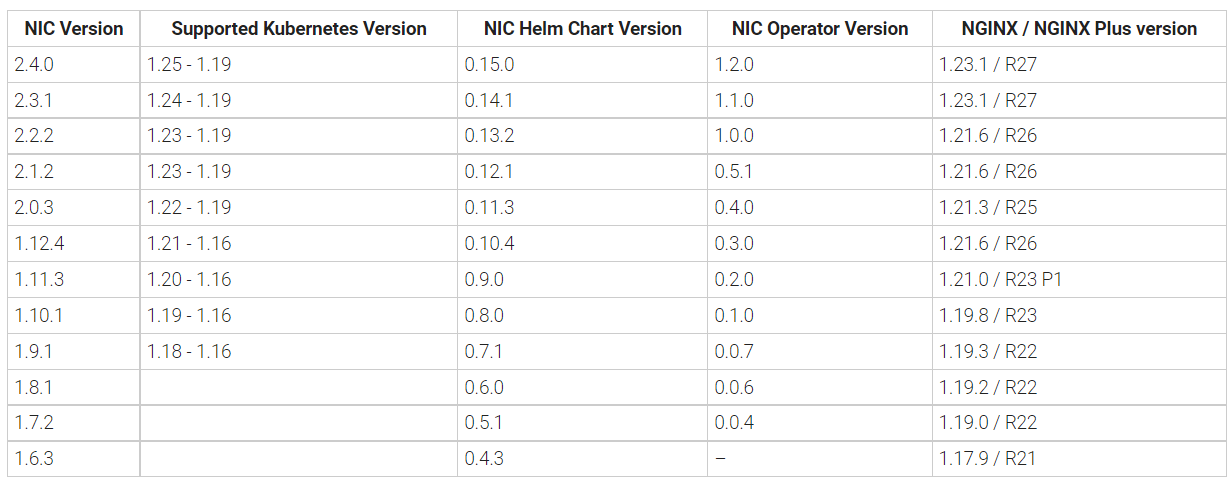 NIC Version Supported Kubernetes Version NIC Helm Chart Version NIC Operator Version NGINX / NGINX Plus version
2.4.0 1.25 - 1.19 0.15.0 1.2.0 1.23.1 / R27
2.3.1 1.24 - 1.19 0.14.1 1.1.0 1.23.1 / R27
2.2.2 1.23 - 1.19 0.13.2 1.0.0 1.21.6 / R26
2.1.2 1.23 - 1.19 0.12.1 0.5.1 1.21.6 / R26
2.0.3 1.22 - 1.19 0.11.3 0.4.0 1.21.3 / R25
1.12.4 1.21 - 1.16 0.10.4 0.3.0 1.21.6 / R26
1.11.3 1.20 - 1.16 0.9.0 0.2.0 1.21.0 / R23 P1
1.10.1 1.19 - 1.16 0.8.0 0.1.0 1.19.8 / R23
1.9.1 1.18 - 1.16 0.7.1 0.0.7 1.19.3 / R22
1.8.1 0.6.0 0.0.6 1.19.2 / R22
1.7.2 0.5.1 0.0.4 1.19.0 / R22
1.6.3 0.4.3 – 1.17.9 / R21